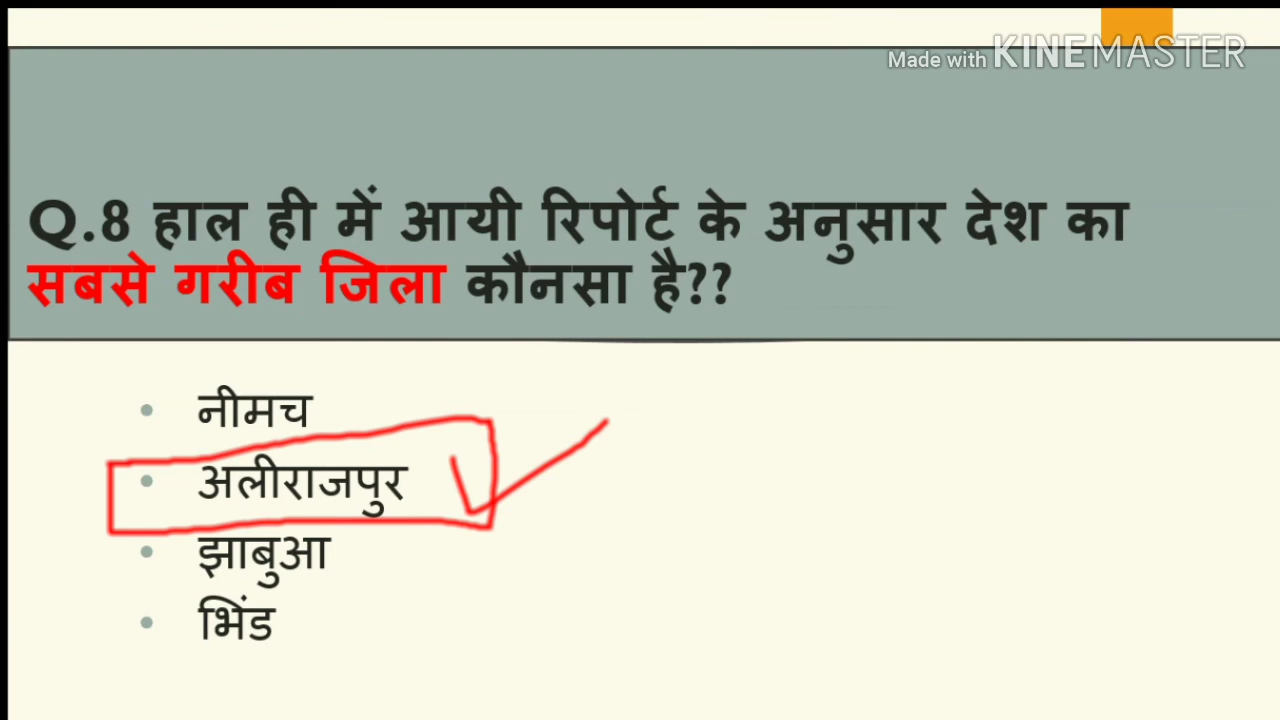 Made with KINEMASTER
Q.8 हाल ही में आयी रिपोर्ट के अनुसार देश का
सबसे गरीब जिला कौनसा है??
• नीमच
• अलीराजपुर
• झाबुआ
• भिंड